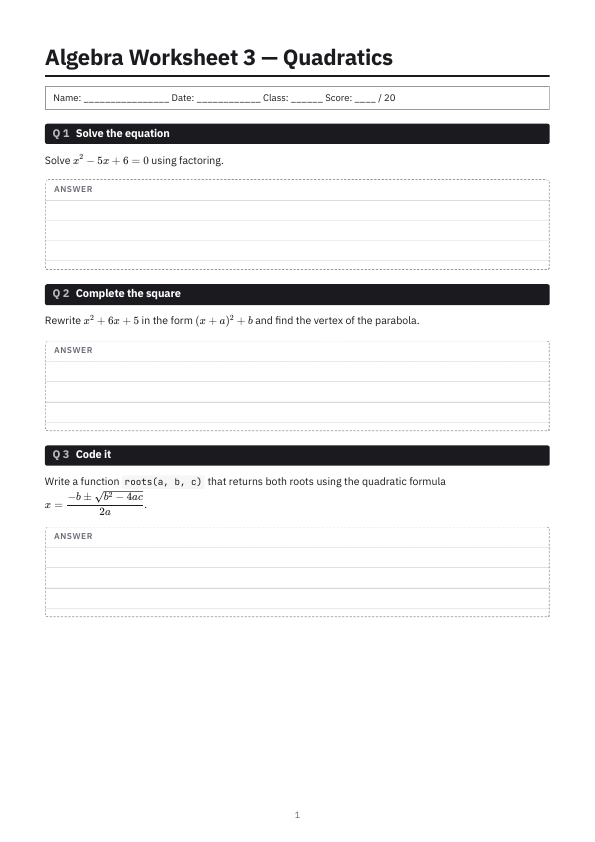 Algebra Worksheet 3 — Quadratics
Name: ________________ Date: ____________ Class: ______ Score: ____ / 20
Q 1 Solve the equation
Solve x² − 5x + 6 = 0 using factoring.
ANSWER
Q 2 Complete the square
Rewrite x² + 6x + 5 in the form (x + a)² + b and find the vertex of the parabola.
ANSWER
Q 3 Code it
Write a function roots(a, b, c) that returns both roots using the quadratic formula
x = (−b ± √(b² − 4ac)) / 2a.
ANSWER
1